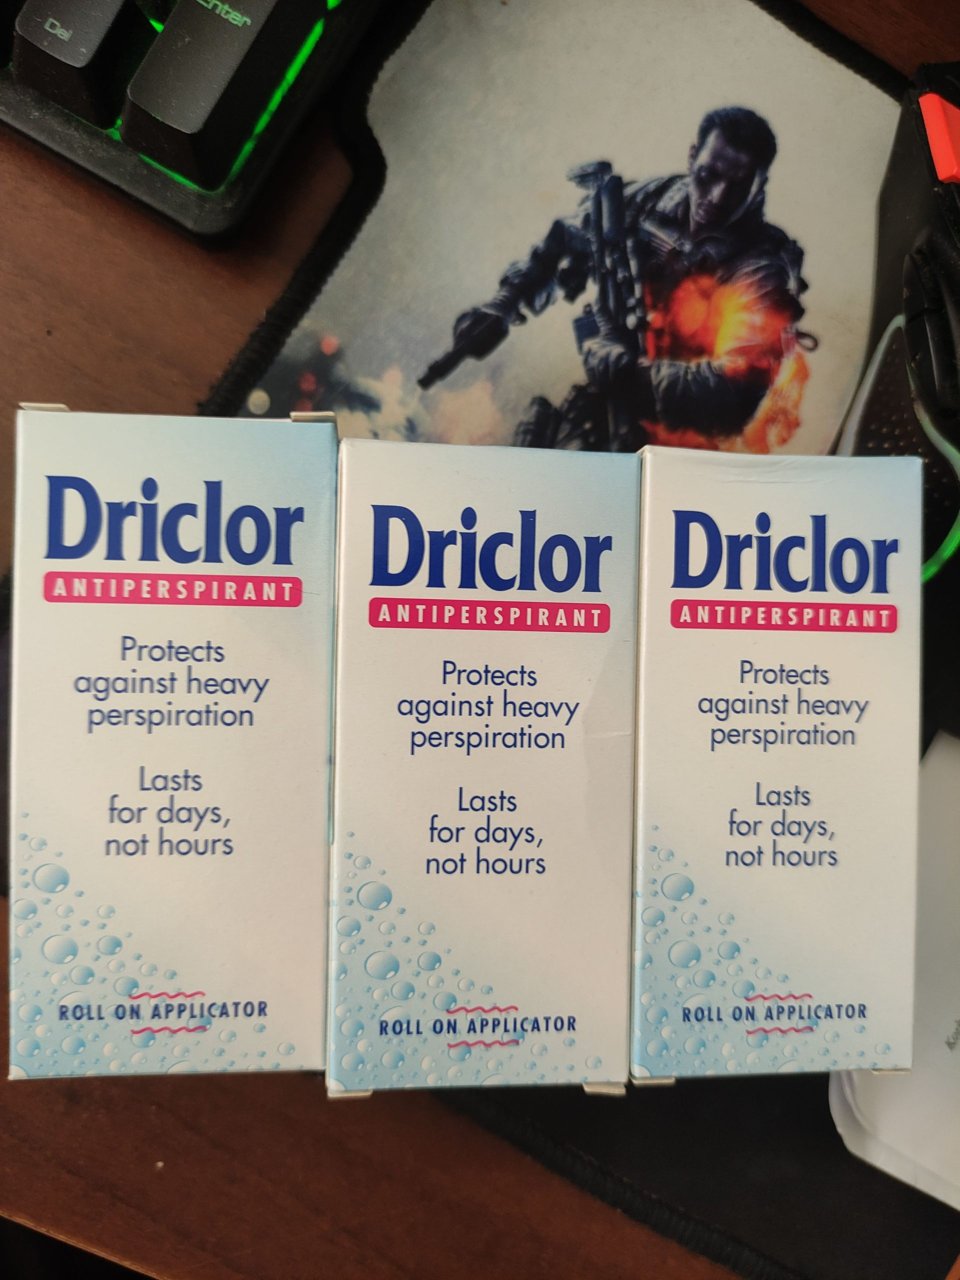 Del
Enter
Driclor
ANTIPERSPIRANT
Protects
against heavy
perspiration
Lasts
for days,
not hours
ROLL ON APPLICATOR
Driclor
ANTIPERSPIRANT
Protects
against heavy
perspiration
Lasts
for days,
not hours
ROLL ON APPLICATOR
Driclor
ANTIPERSPIRANT
Protects
against heavy
perspiration
Lasts
for days,
not hours
ROLL ON APPLICATOR